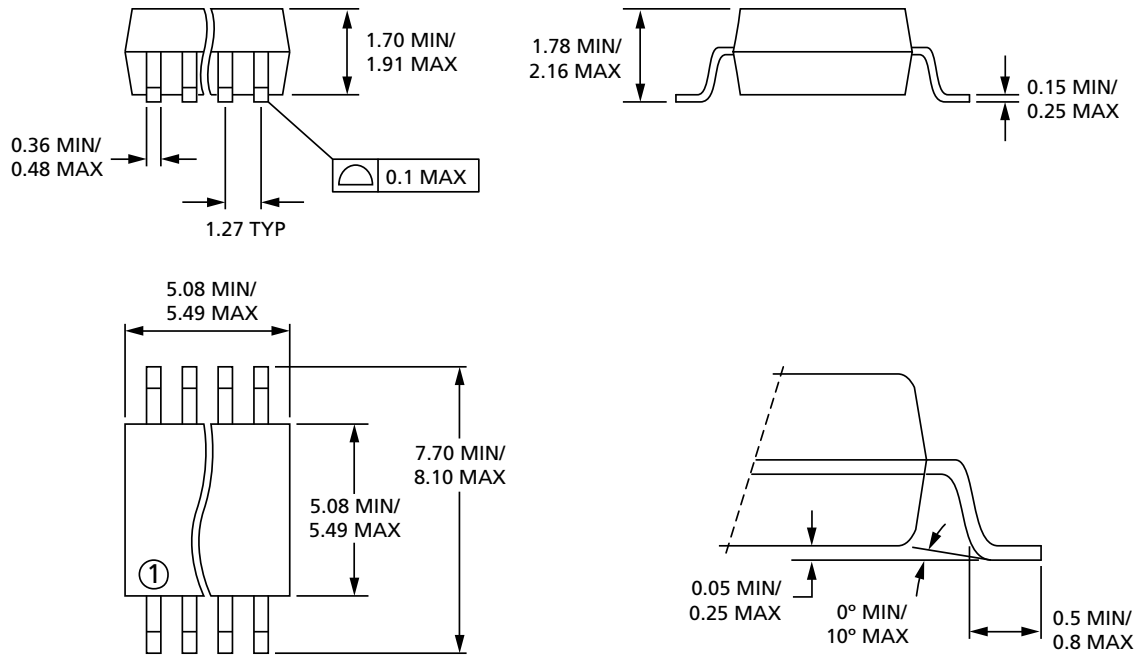 1.70 MIN/
1.91 MAX
1.78 MIN/
2.16 MAX
0.15 MIN/
0.25 MAX
0.36 MIN/
0.48 MAX
0.1 MAX
1.27 TYP
5.08 MIN/
5.49 MAX
7.70 MIN/
8.10 MAX
5.08 MIN/
5.49 MAX
1
0.05 MIN/
0.25 MAX
0° MIN/
10° MAX
0.5 MIN/
0.8 MAX